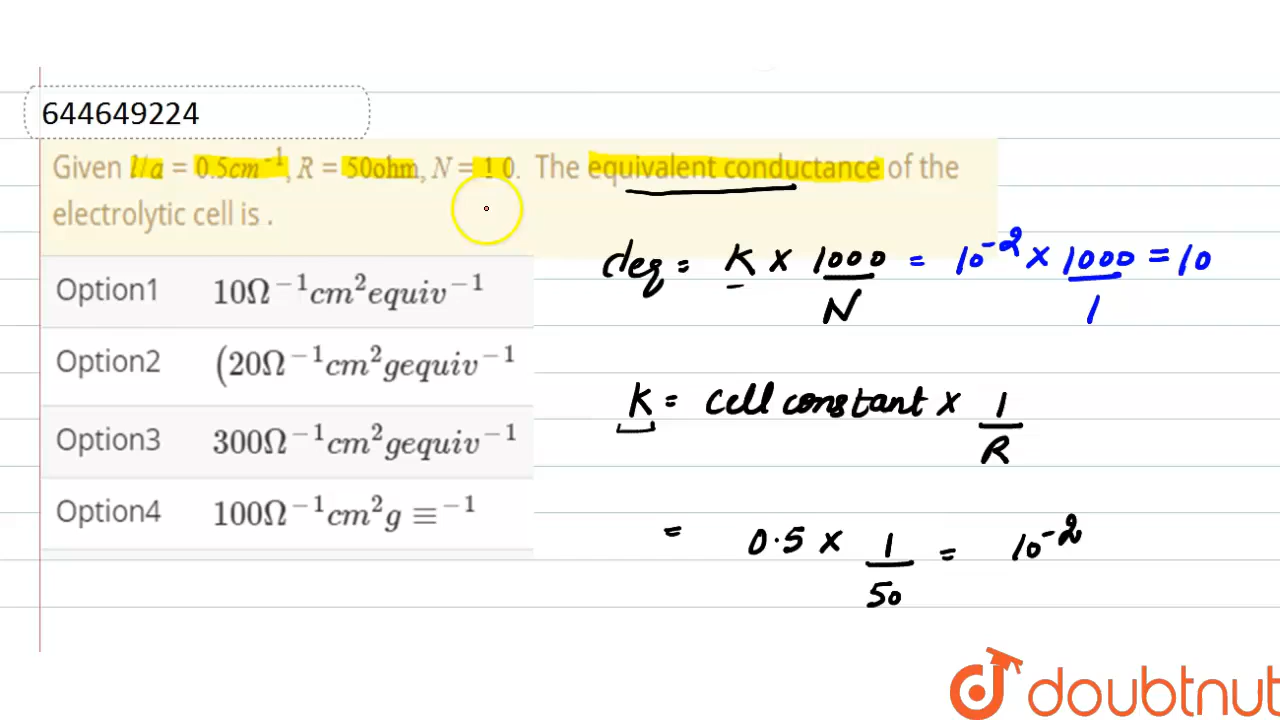 644649224
Given l/a = 0.5cm⁻¹, R = 50ohm, N = 1 0. The equivalent conductance of the
electrolytic cell is .
Option1 10Ω⁻¹cm²equiv⁻¹
Option2 (20Ω⁻¹cm²gequiv⁻¹
Option3 300Ω⁻¹cm²gequiv⁻¹
Option4 100Ω⁻¹cm²g ≡⁻¹
deq = K × 1000/N = 10⁻² × 1000/1 = 10
K = cell constant × 1/R
= 0.5 × 1/50 = 10⁻²
doubtnut